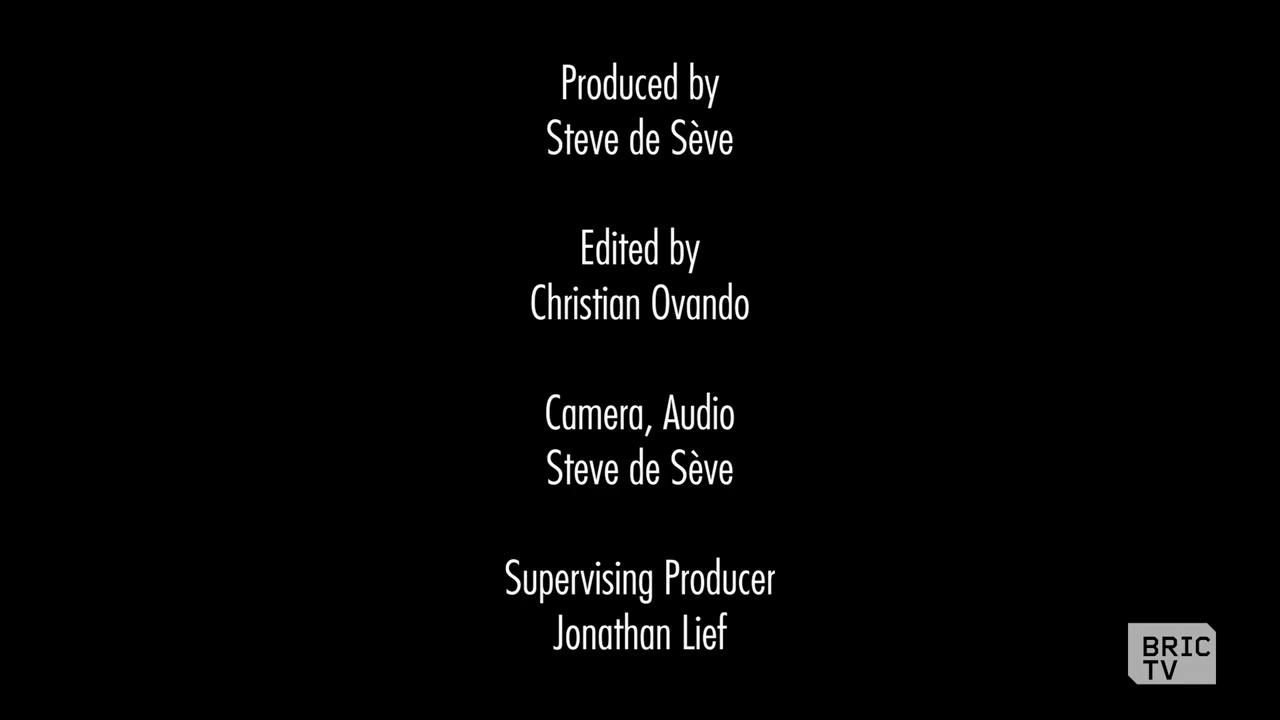 Produced by
Steve de Sève
Edited by
Christian Ovando
Camera, Audio
Steve de Sève
Supervising Producer
Jonathan Lief
BRIC
TV